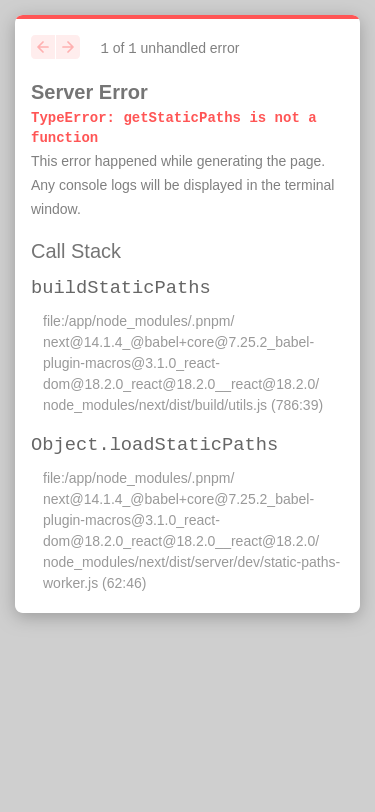 1 of 1 unhandled error
Server Error
TypeError: getStaticPaths is not a
function
This error happened while generating the page.
Any console logs will be displayed in the terminal
window.
Call Stack
buildStaticPaths
file:/app/node_modules/.pnpm/
next@14.1.4_@babel+core@7.25.2_babel-
plugin-macros@3.1.0_react-
dom@18.2.0_react@18.2.0__react@18.2.0/
node_modules/next/dist/build/utils.js (786:39)
Object.loadStaticPaths
file:/app/node_modules/.pnpm/
next@14.1.4_@babel+core@7.25.2_babel-
plugin-macros@3.1.0_react-
dom@18.2.0_react@18.2.0__react@18.2.0/
node_modules/next/dist/server/dev/static-paths-
worker.js (62:46)